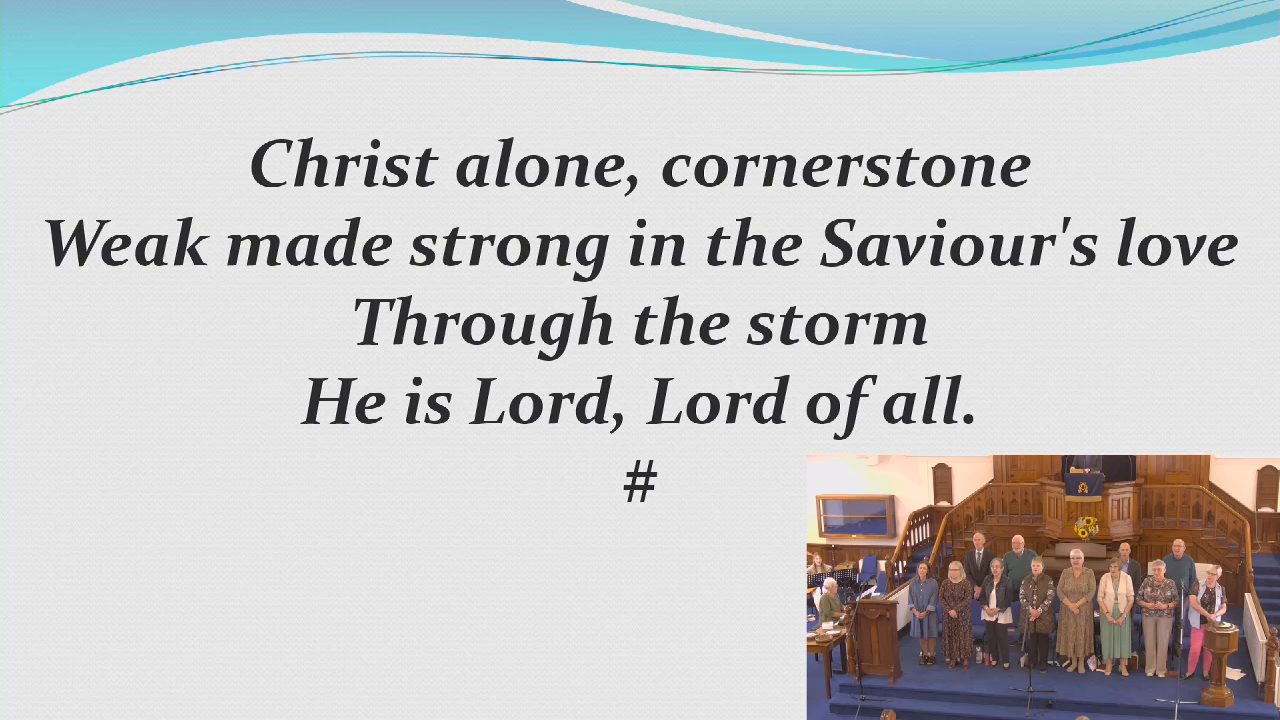 Christ alone, cornerstone
Weak made strong in the Saviour's love
Through the storm
He is Lord, Lord of all.
#